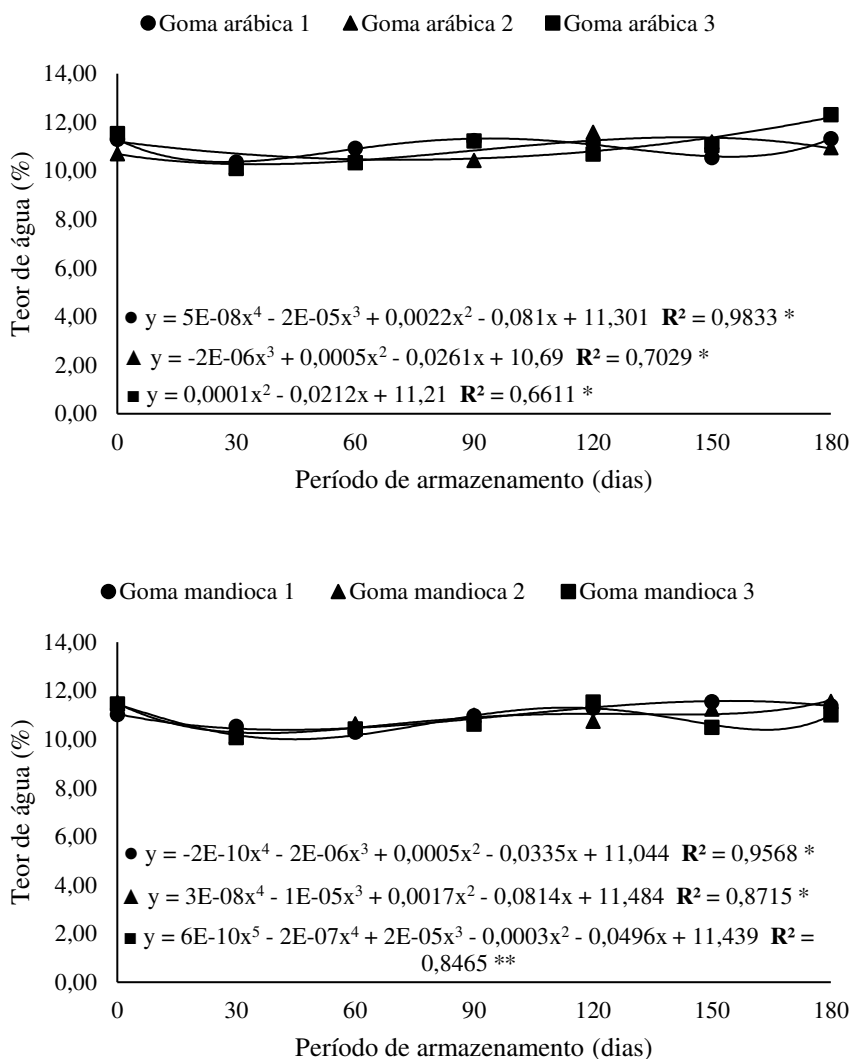 ● Goma arábica 1 ▲ Goma arábica 2 ■ Goma arábica 3
14,00
12,00
10,00
8,00
6,00
4,00
2,00
0,00
Teor de água (%)
● y = 5E-08x⁴ - 2E-05x³ + 0,0022x² - 0,081x + 11,301 R² = 0,9833 *
▲ y = -2E-06x³ + 0,0005x² - 0,0261x + 10,69 R² = 0,7029 *
■ y = 0,0001x² - 0,0212x + 11,21 R² = 0,6611 *
0 30 60 90 120 150 180
Período de armazenamento (dias)
● Goma mandioca 1 ▲ Goma mandioca 2 ■ Goma mandioca 3
14,00
12,00
10,00
8,00
6,00
4,00
2,00
0,00
Teor de água (%)
● y = -2E-10x⁴ - 2E-06x³ + 0,0005x² - 0,0335x + 11,044 R² = 0,9568 *
▲ y = 3E-08x⁴ - 1E-05x³ + 0,0017x² - 0,0814x + 11,484 R² = 0,8715 *
■ y = 6E-10x⁵ - 2E-07x⁴ + 2E-05x³ - 0,0003x² - 0,0496x + 11,439 R² =
0,8465 **
0 30 60 90 120 150 180
Período de armazenamento (dias)